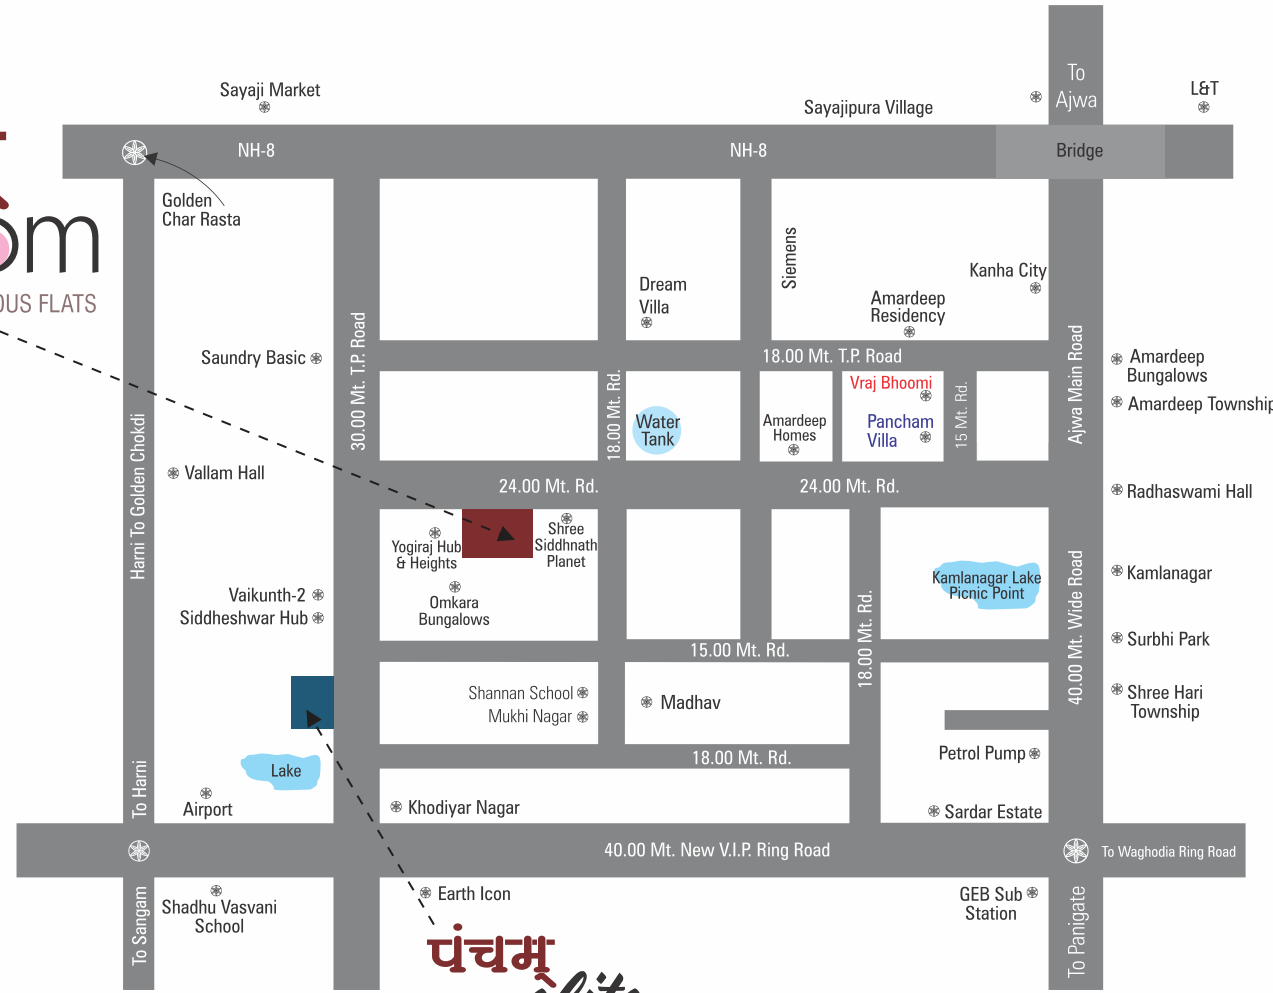 To
Ajwa
L&T
Sayaji Market
Sayajipura Village
NH-8
NH-8
Bridge
Golden
Char Rasta
OUS FLATS
Siemens
Kanha City
Dream
Villa
Amardeep
Residency
30.00 Mt. T.P. Road
Saundry Basic
18.00 Mt. T.P. Road
Ajwa Main Road
Amardeep
Bungalows
Amardeep Township
18.00 Mt. Rd.
Vraj Bhoomi
15 Mt. Rd.
Water
Tank
Amardeep
Homes
Pancham
Villa
Harni To Golden Chokdi
Vallam Hall
24.00 Mt. Rd.
24.00 Mt. Rd.
Radhaswami Hall
Yogiraj Hub
& Heights
Shree
Siddhnath
Planet
Omkara
Bungalows
Kamlanagar Lake
Picnic Point
Kamlanagar
Vaikunth-2
Siddheshwar Hub
18.00 Mt. Rd.
40.00 Mt. Wide Road
Surbhi Park
15.00 Mt. Rd.
Shannan School
Mukhi Nagar
Madhav
Shree Hari
Township
18.00 Mt. Rd.
Petrol Pump
Lake
To Harni
Airport
Khodiyar Nagar
Sardar Estate
40.00 Mt. New V.I.P. Ring Road
To Waghodia Ring Road
Shadhu Vasvani
School
To Sangam
Earth Icon
GEB Sub
Station
To Panigate
पंचम्